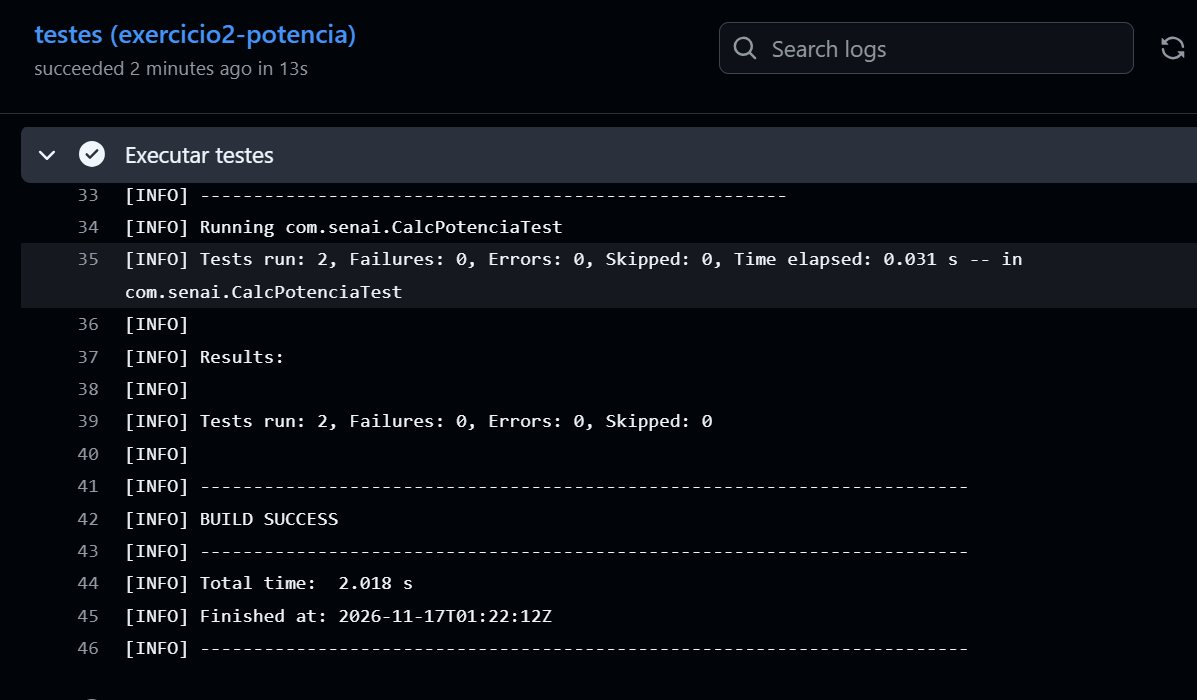 testes (exercicio2-potencia)
succeeded 2 minutes ago in 13s
Search logs
Executar testes
33 [INFO] -------------------------------------------------------
34 [INFO] Running com.senai.CalcPotenciaTest
35 [INFO] Tests run: 2, Failures: 0, Errors: 0, Skipped: 0, Time elapsed: 0.031 s -- in
com.senai.CalcPotenciaTest
36 [INFO]
37 [INFO] Results:
38 [INFO]
39 [INFO] Tests run: 2, Failures: 0, Errors: 0, Skipped: 0
40 [INFO]
41 [INFO] ------------------------------------------------------------------------
42 [INFO] BUILD SUCCESS
43 [INFO] ------------------------------------------------------------------------
44 [INFO] Total time:  2.018 s
45 [INFO] Finished at: 2026-11-17T01:22:12Z
46 [INFO] ------------------------------------------------------------------------